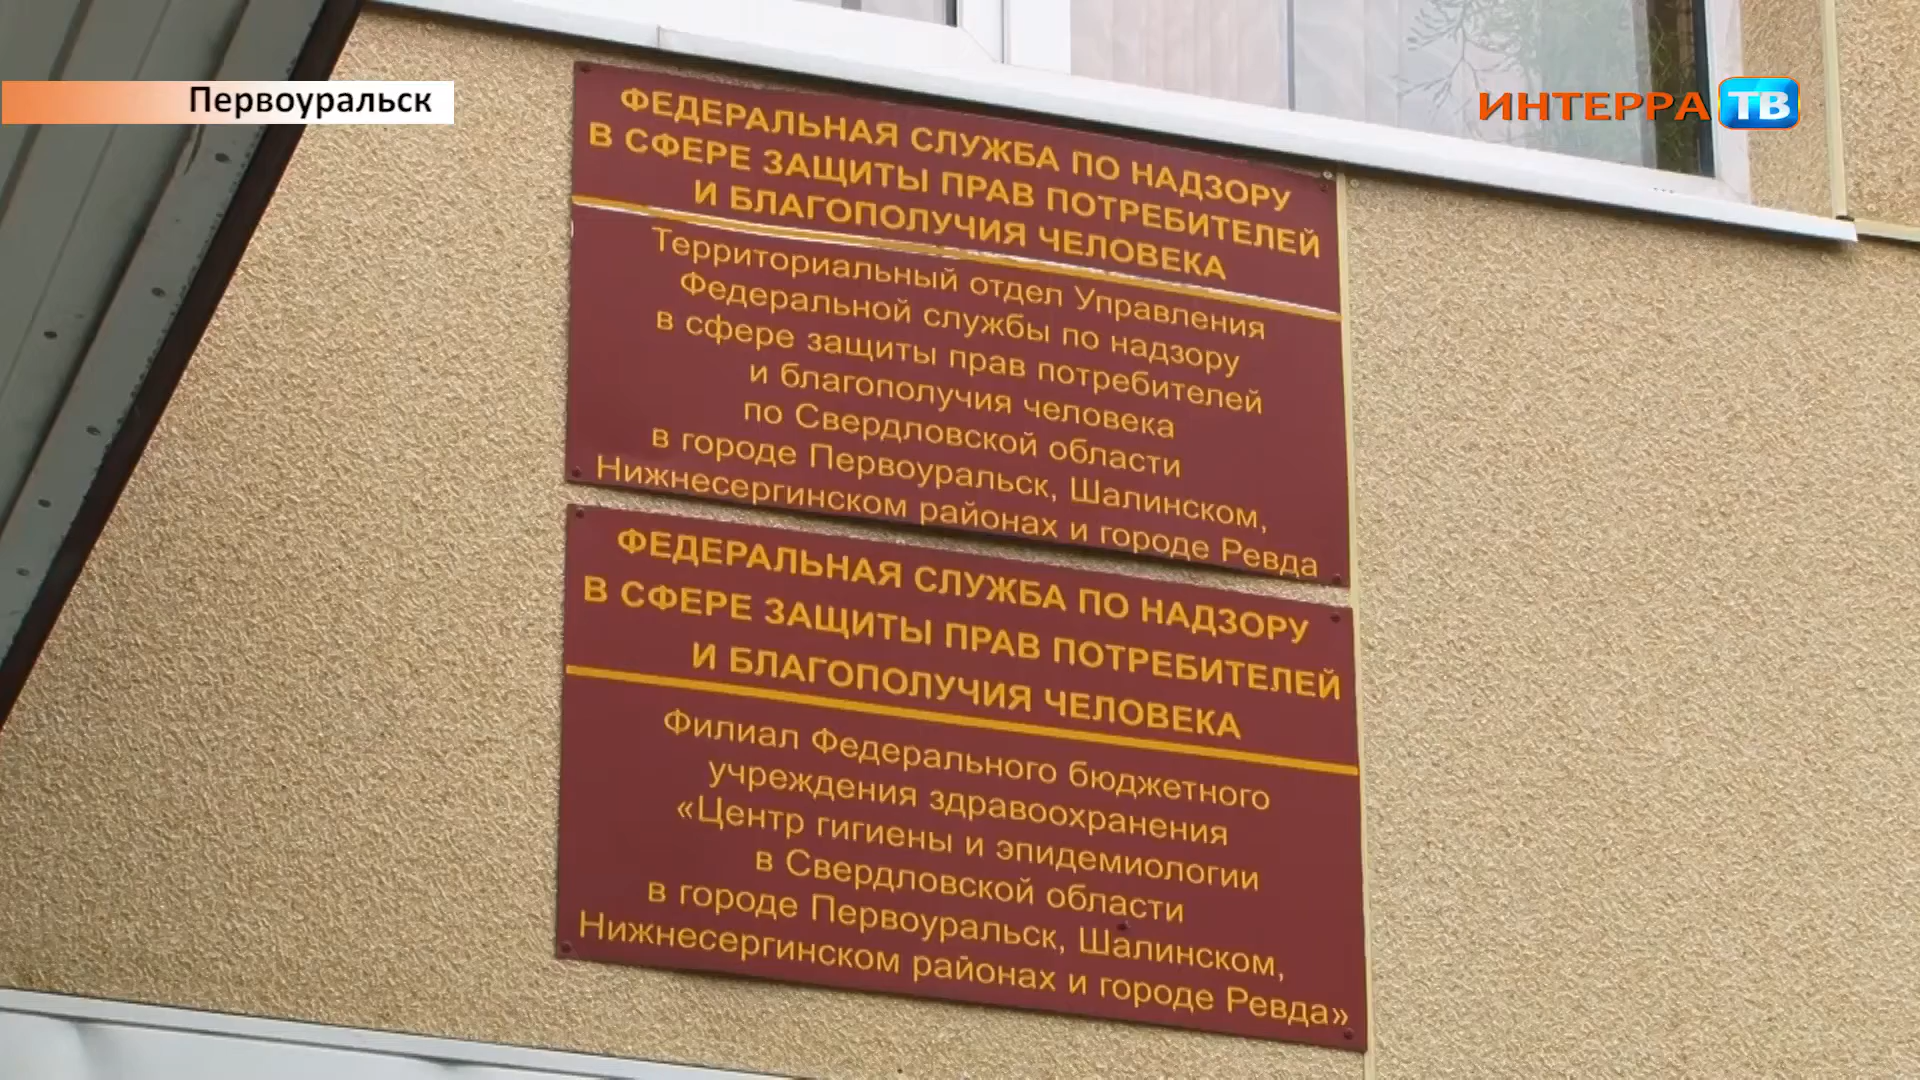 Первоуральск
ИНТЕРРА ТВ
ФЕДЕРАЛЬНАЯ СЛУЖБА ПО НАДЗОРУ
В СФЕРЕ ЗАЩИТЫ ПРАВ ПОТРЕБИТЕЛЕЙ
И БЛАГОПОЛУЧИЯ ЧЕЛОВЕКА
Территориальный отдел Управления
Федеральной службы по надзору
в сфере защиты прав потребителей
и благополучия человека
по Свердловской области
в городе Первоуральск, Шалинском,
Нижнесергинском районах и городе Ревда
ФЕДЕРАЛЬНАЯ СЛУЖБА ПО НАДЗОРУ
В СФЕРЕ ЗАЩИТЫ ПРАВ ПОТРЕБИТЕЛЕЙ
И БЛАГОПОЛУЧИЯ ЧЕЛОВЕКА
Филиал Федерального бюджетного
учреждения здравоохранения
«Центр гигиены и эпидемиологии
в Свердловской области
в городе Первоуральск, Шалинском,
Нижнесергинском районах и городе Ревда»